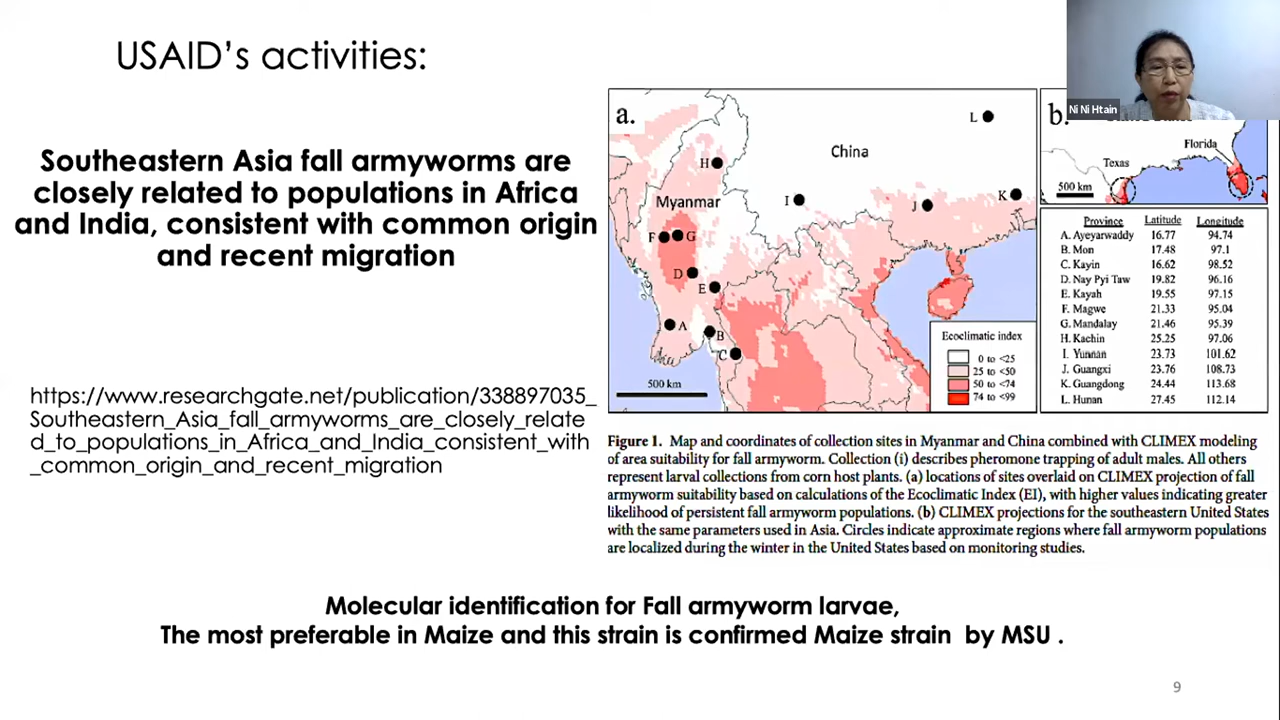 USAID's activities:
Southeastern Asia fall armyworms are
closely related to populations in Africa
and India, consistent with common origin
and recent migration
https://www.researchgate.net/publication/338897035_
Southeastern_Asia_fall_armyworms_are_closely_relate
d_to_populations_in_Africa_and_India_consistent_with
_common_origin_and_recent_migration
a.
L
China
H
Myanmar
I
J
K
F G
D
E
A
B
C
500 km
Ecoclimatic index
0 to <25
25 to <50
50 to <74
74 to <99
b.
Florida
Texas
500 km
Ni Ni Htain
Province Latitude Longitude
A. Ayeyarwaddy 16.77 94.74
B. Mon 17.48 97.1
C. Kayin 16.62 98.52
D. Nay Pyi Taw 19.82 96.16
E. Kayah 19.55 97.15
F. Magwe 21.33 95.04
G. Mandalay 21.46 95.39
H. Kachin 25.25 97.06
I. Yunnan 23.73 101.62
J. Guangxi 23.76 108.73
K. Guangdong 24.44 113.68
L. Hunan 27.45 112.14
Figure 1. Map and coordinates of collection sites in Myanmar and China combined with CLIMEX modeling
of area suitability for fall armyworm. Collection (i) describes pheromone trapping of adult males. All others
represent larval collections from corn host plants. (a) locations of sites overlaid on CLIMEX projection of fall
armyworm suitability based on calculations of the Ecoclimatic Index (EI), with higher values indicating greater
likelihood of persistent fall armyworm populations. (b) CLIMEX projections for the southeastern United States
with the same parameters used in Asia. Circles indicate approximate regions where fall armyworm populations
are localized during the winter in the United States based on monitoring studies.
Molecular identification for Fall armyworm larvae,
The most preferable in Maize and this strain is confirmed Maize strain by MSU .
9